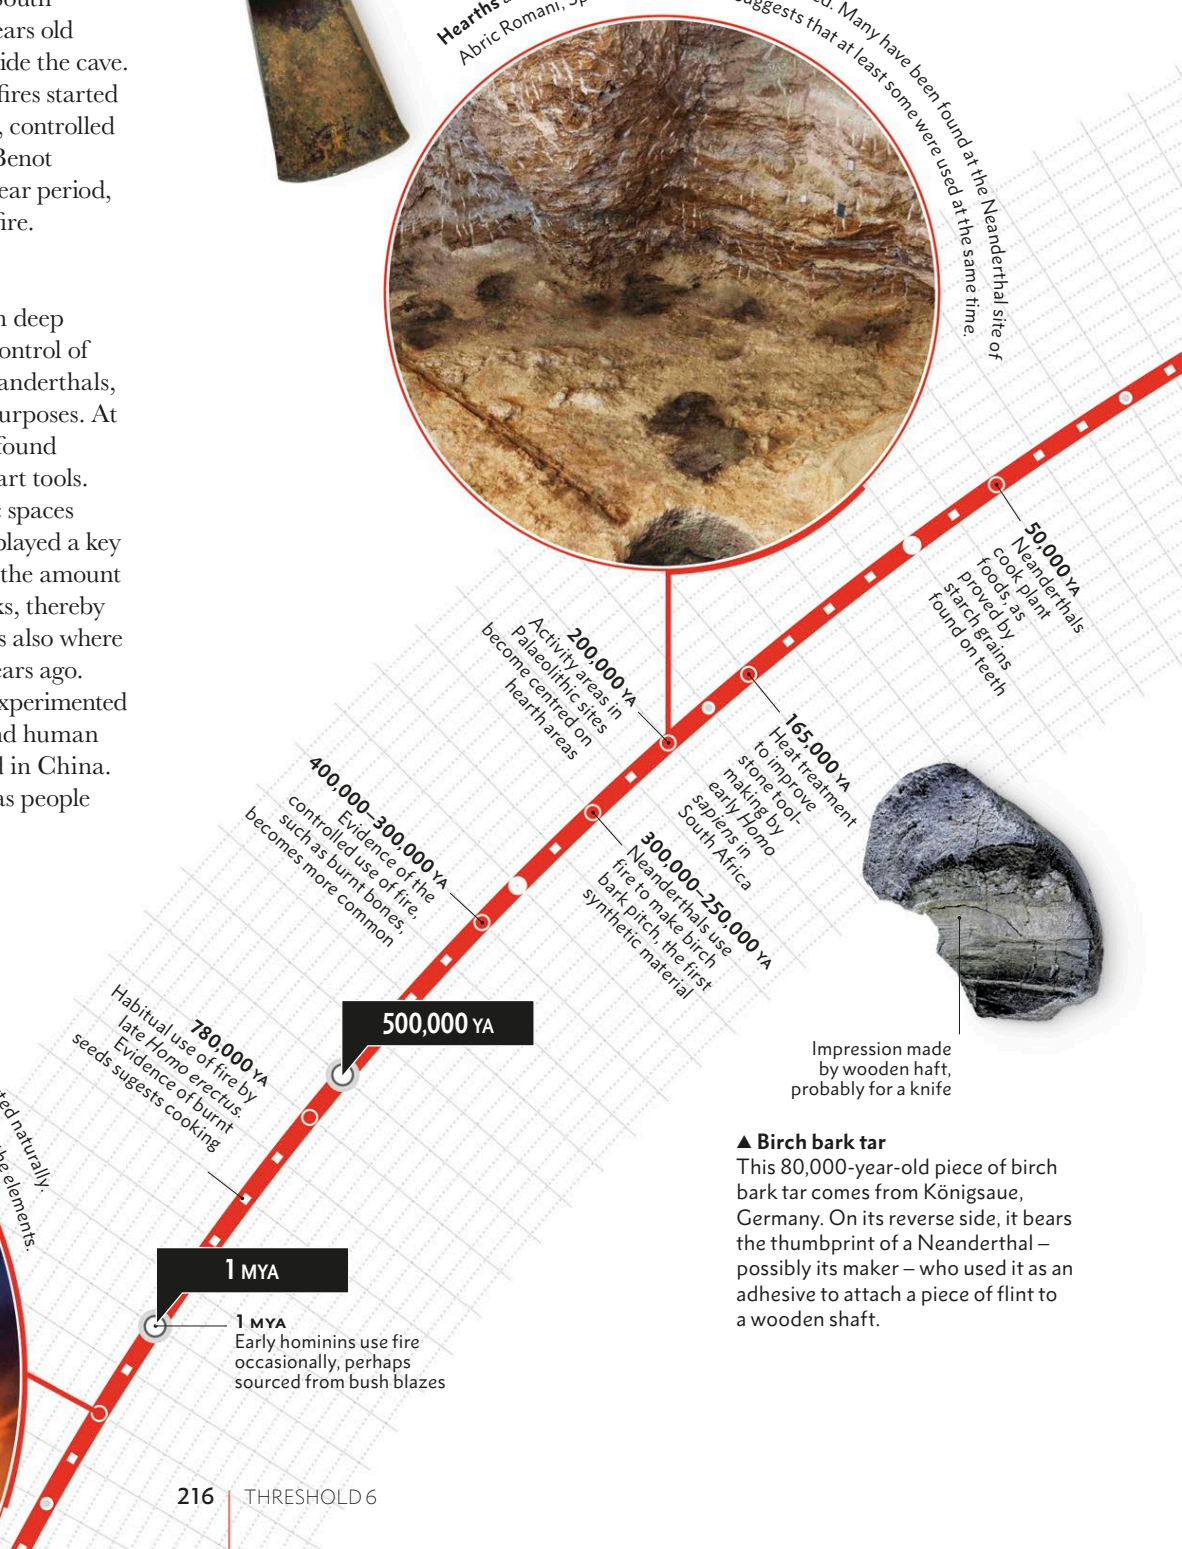 South
ears old
ide the cave.
fires started
, controlled
Benot
ear period,
fire.
n deep
ontrol of
anderthals,
urposes. At
found
art tools.
c spaces
played a key
the amount
ks, thereby
s also where
ears ago.
xperimented
nd human
d in China.
as people
Hearths
Abric Romani, Sp
ed. Many have been found at the Neanderthal site of
suggests that at least some were used at the same time.
50,000 YA
Neanderthals
cook plant
foods, as
proved by
starch grains
found on teeth
200,000 YA
Activity areas in
Palaeolithic sites
become centred on
hearth areas
165,000 YA
Heat treatment
to improve
stone tool-
making by
early Homo
sapiens in
South Africa
400,000–300,000 YA
Evidence of the
controlled use of fire,
such as burnt bones,
becomes more common
300,000–250,000 YA
Neanderthals use
fire to make birch
bark pitch, the first
synthetic material
500,000 YA
780,000 YA
Habitual use of fire by
late Homo erectus.
Evidence of burnt
seeds sugests cooking
Impression made
by wooden haft,
probably for a knife
▲ Birch bark tar
This 80,000-year-old piece of birch
bark tar comes from Königsaue,
Germany. On its reverse side, it bears
the thumbprint of a Neanderthal –
possibly its maker – who used it as an
adhesive to attach a piece of flint to
a wooden shaft.
ted naturally.
he elements.
1 MYA
1 MYA
Early hominins use fire
occasionally, perhaps
sourced from bush blazes
216 THRESHOLD 6